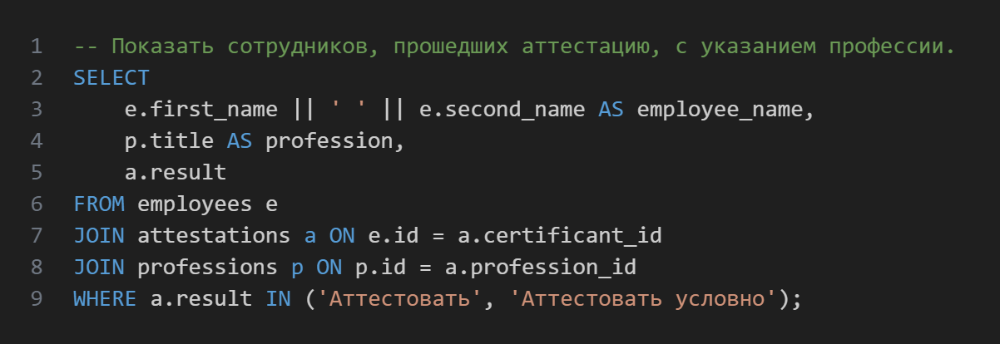 1 -- Показать сотрудников, прошедших аттестацию, с указанием профессии.
2 SELECT
3     e.first_name || ' ' || e.second_name AS employee_name,
4     p.title AS profession,
5     a.result
6 FROM employees e
7 JOIN attestations a ON e.id = a.certificant_id
8 JOIN professions p ON p.id = a.profession_id
9 WHERE a.result IN ('Аттестовать', 'Аттестовать условно');